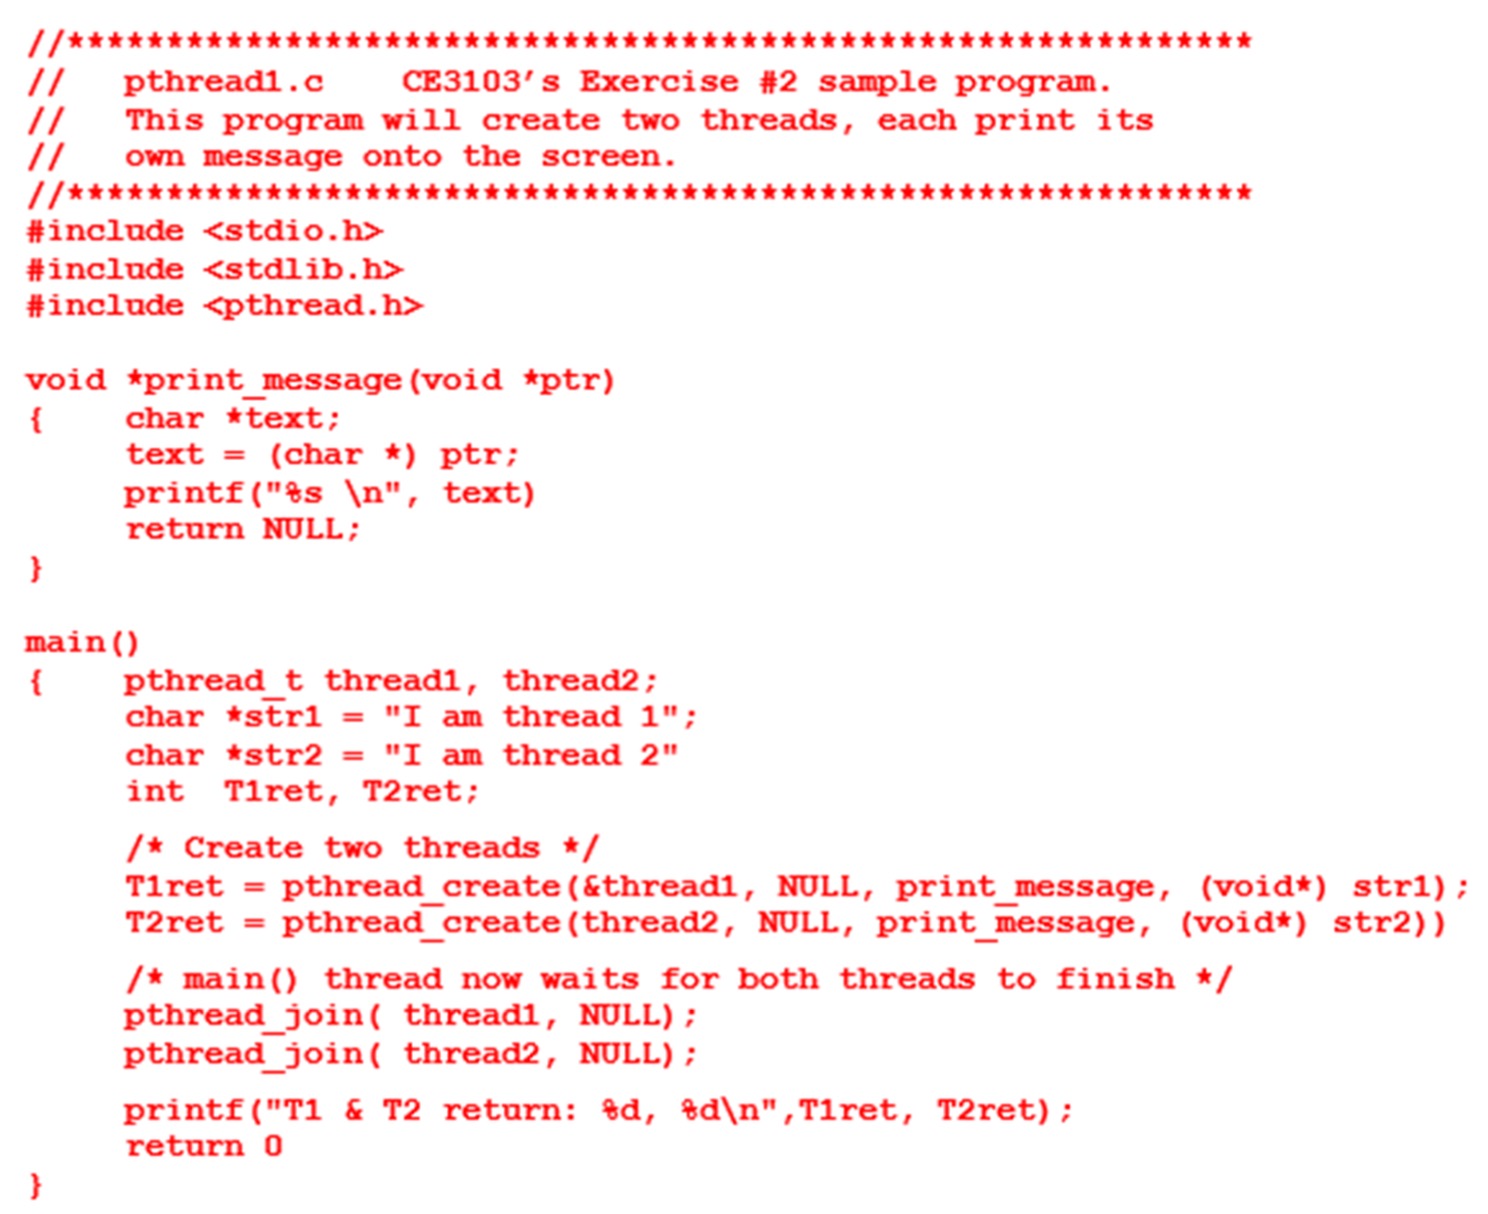 //************************************************************
//   pthread1.c    CE3103’s Exercise #2 sample program.
//   This program will create two threads, each print its
//   own message onto the screen.
//************************************************************
#include <stdio.h>
#include <stdlib.h>
#include <pthread.h>
void *print_message(void *ptr)
{    char *text;
     text = (char *) ptr;
     printf("%s \n", text)
     return NULL;
}
main()
{    pthread_t thread1, thread2;
     char *str1 = "I am thread 1";
     char *str2 = "I am thread 2"
     int  T1ret, T2ret;
     /* Create two threads */
     T1ret = pthread_create(&thread1, NULL, print_message, (void*) str1);
     T2ret = pthread_create(thread2, NULL, print_message, (void*) str2))
     /* main() thread now waits for both threads to finish */
     pthread_join( thread1, NULL);
     pthread_join( thread2, NULL);
     printf("T1 & T2 return: %d, %d\n",T1ret, T2ret);
     return 0
}